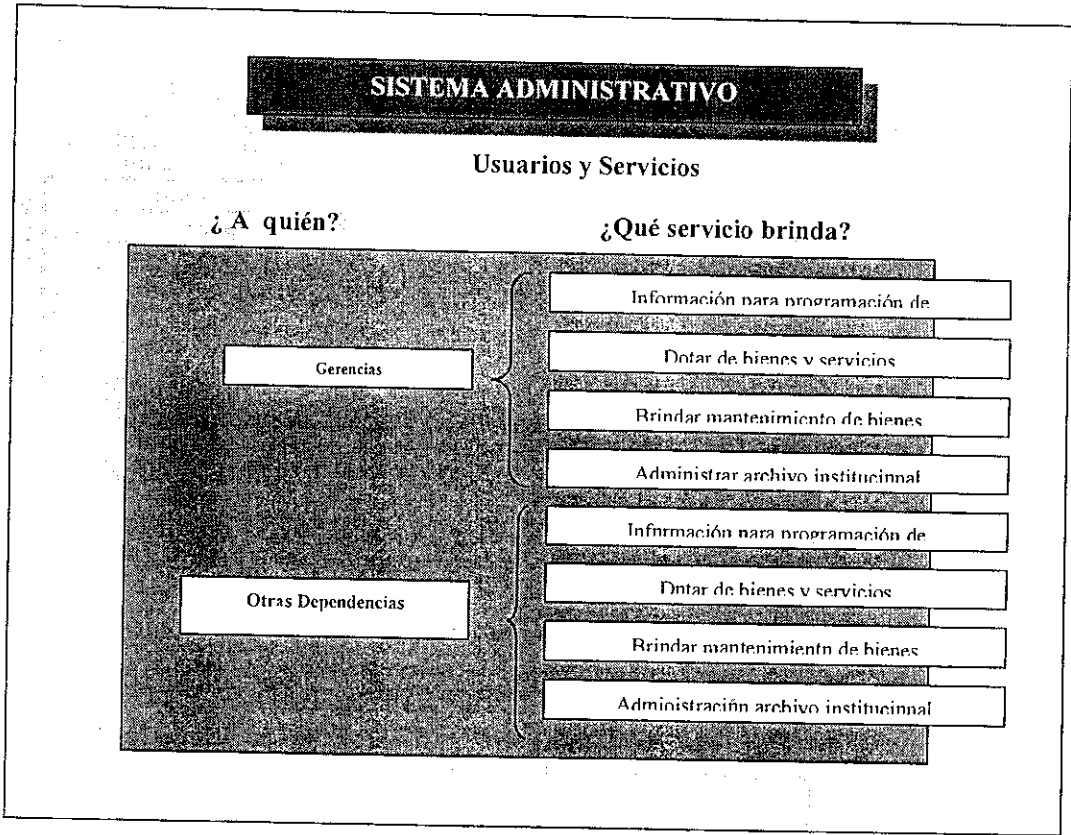 SISTEMA ADMINISTRATIVO
Usuarios y Servicios
¿ A quién?
¿Qué servicio brinda?
Gerencias
Información para programación de
Dotar de bienes y servicios
Brindar mantenimiento de bienes
Administrar archivo institucional
Otras Dependencias
Información para programación de
Dotar de bienes y servicios
Brindar mantenimiento de bienes
Administración archivo institucional